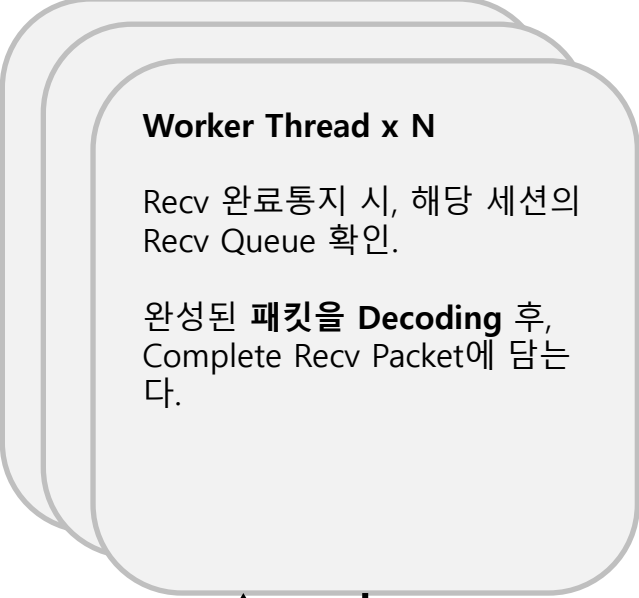 Worker Thread x N
Recv 완료통지 시, 해당 세션의
Recv Queue 확인.
완성된 패킷을 Decoding 후,
Complete Recv Packet에 담는
다.